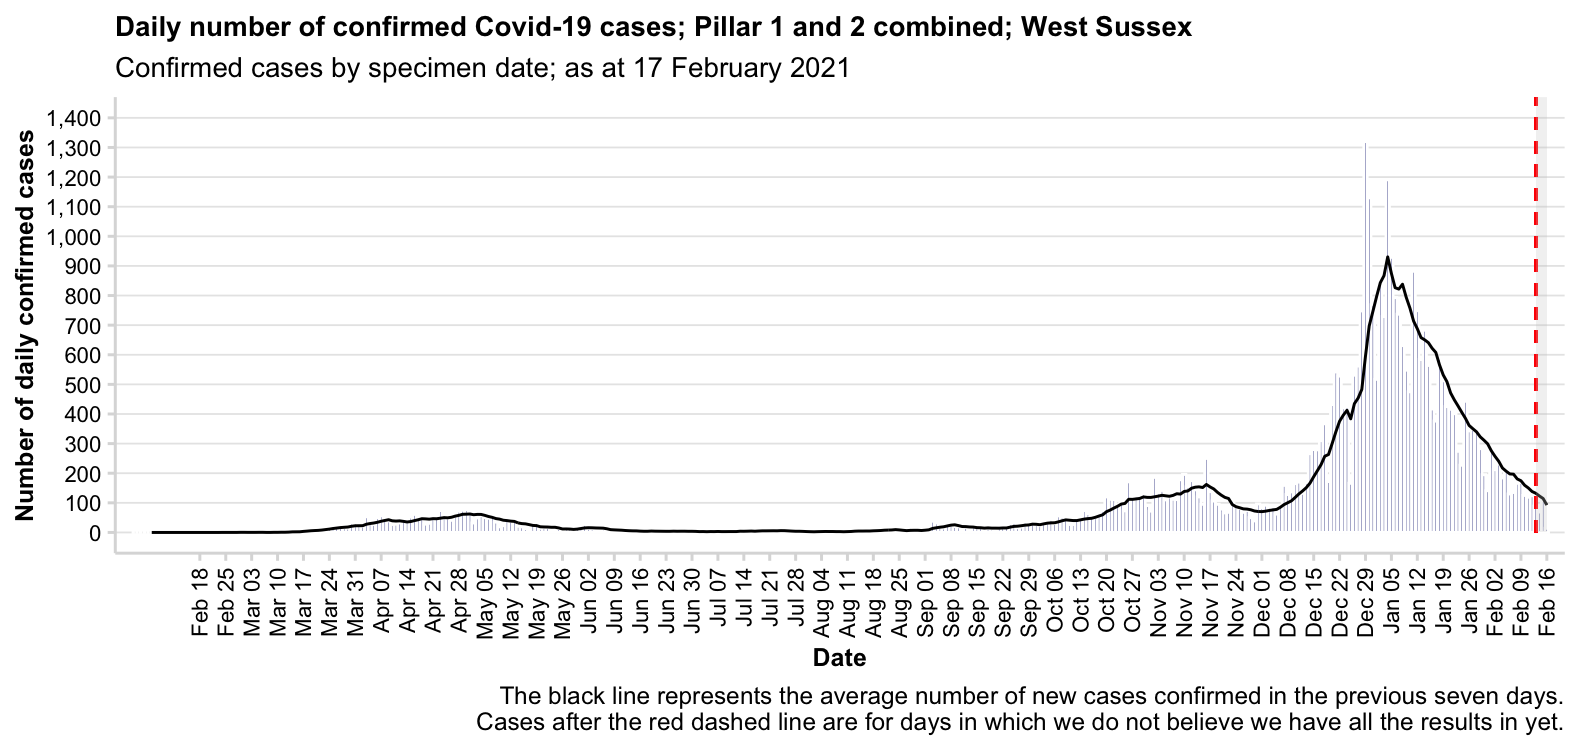 Daily number of confirmed Covid-19 cases; Pillar 1 and 2 combined; West Sussex
Confirmed cases by specimen date; as at 17 February 2021
Number of daily confirmed cases
1,400
1,300
1,200
1,100
1,000
900
800
700
600
500
400
300
200
100
0
Feb 18
Feb 25
Mar 03
Mar 10
Mar 17
Mar 24
Mar 31
Apr 07
Apr 14
Apr 21
Apr 28
May 05
May 12
May 19
May 26
Jun 02
Jun 09
Jun 16
Jun 23
Jun 30
Jul 07
Jul 14
Jul 21
Jul 28
Aug 04
Aug 11
Aug 18
Aug 25
Sep 01
Sep 08
Sep 15
Sep 22
Sep 29
Oct 06
Oct 13
Oct 20
Oct 27
Nov 03
Nov 10
Nov 17
Nov 24
Dec 01
Dec 08
Dec 15
Dec 22
Dec 29
Jan 05
Jan 12
Jan 19
Jan 26
Feb 02
Feb 09
Feb 16
Date
The black line represents the average number of new cases confirmed in the previous seven days.
Cases after the red dashed line are for days in which we do not believe we have all the results in yet.